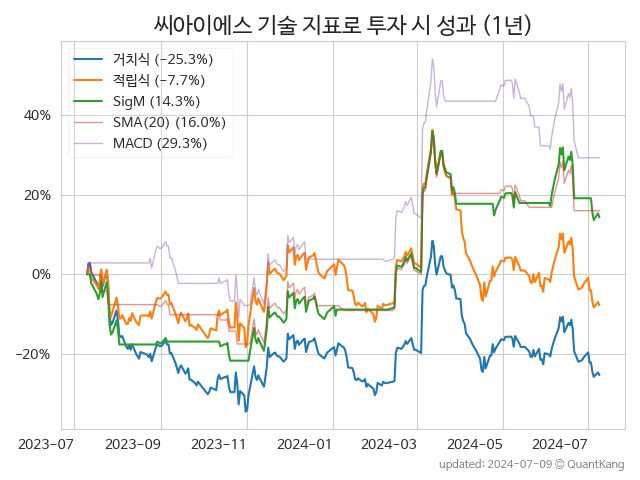 씨아이에스 기술 지표로 투자 시 성과 (1년)
거치식 (−25.3%)
적립식 (−7.7%)
SigM (14.3%)
SMA(20) (16.0%)
MACD (29.3%)
40%
20%
0%
−20%
2023-07 2023-09 2023-11 2024-01 2024-03 2024-05 2024-07
updated: 2024-07-09 © QuantKang